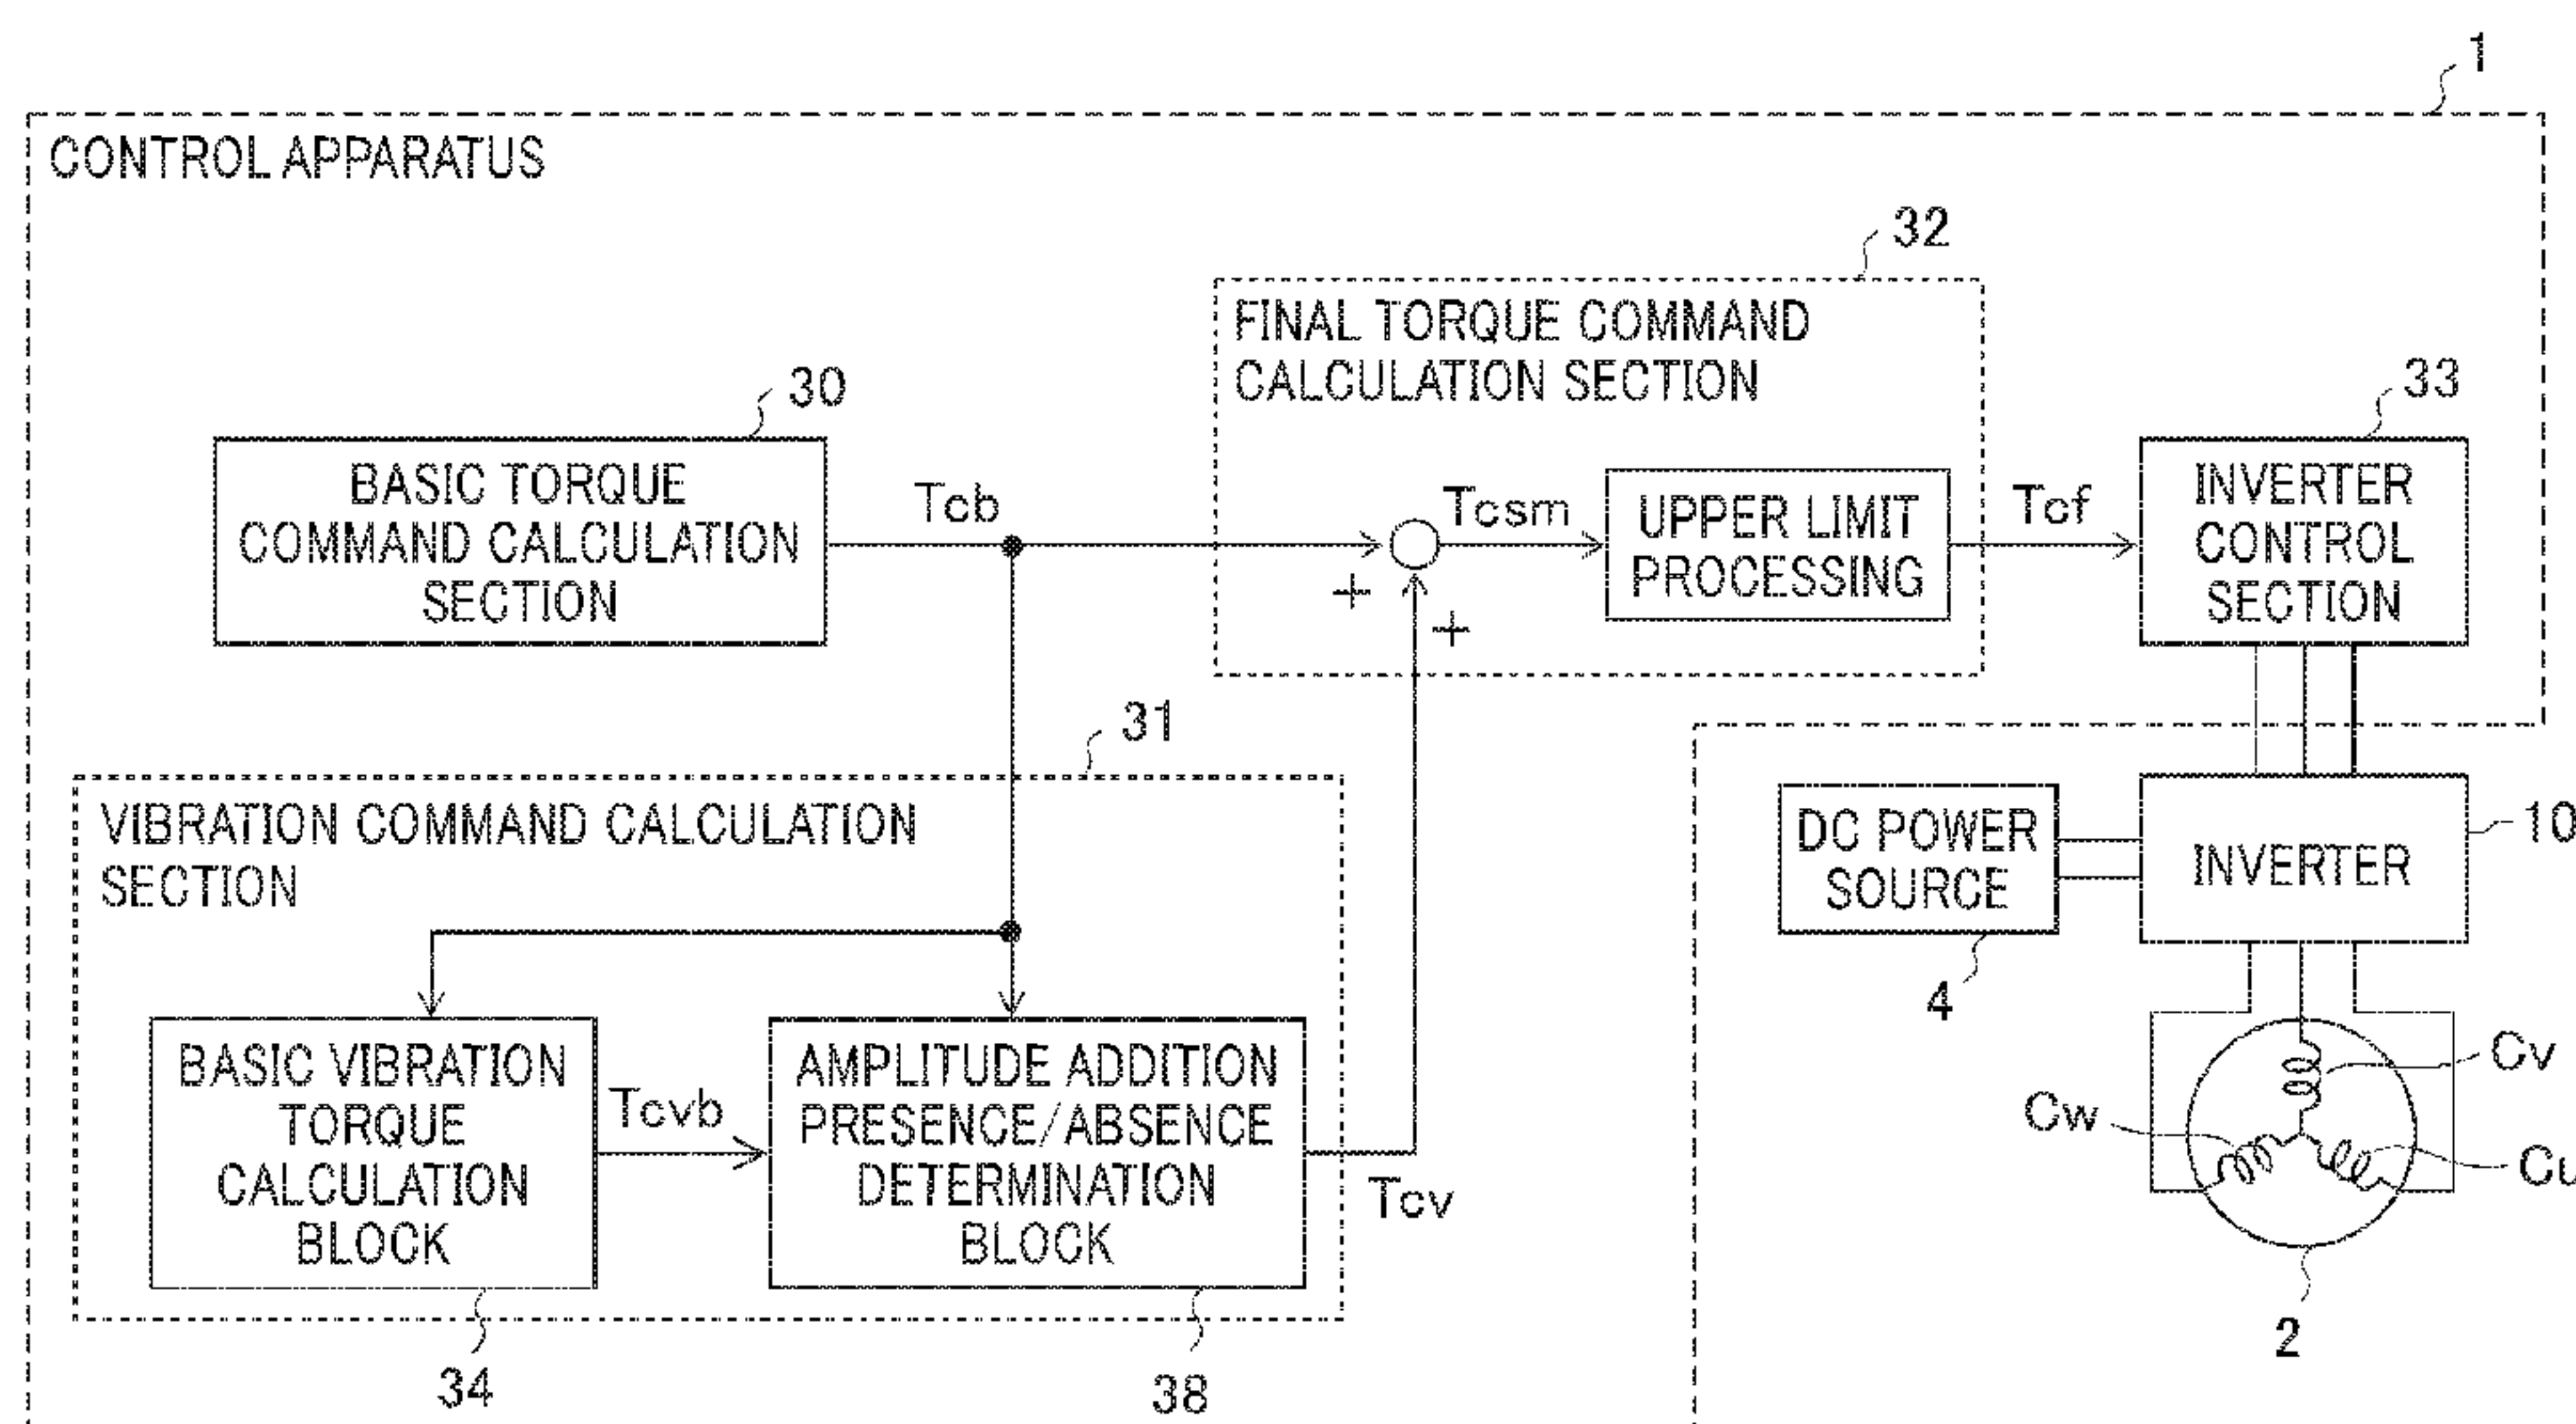 1
CONTROL APPARATUS
32
FINAL TORQUE COMMAND
CALCULATION SECTION
30
33
BASIC TORQUE
COMMAND CALCULATION
SECTION
Tcb
+
+
Tcsm
UPPER LIMIT
PROCESSING
Tcf
INVERTER
CONTROL
SECTION
31
VIBRATION COMMAND CALCULATION
SECTION
BASIC VIBRATION
TORQUE
CALCULATION
BLOCK
Tcvb
AMPLITUDE ADDITION
PRESENCE/ABSENCE
DETERMINATION
BLOCK
Tcv
34
38
DC POWER
SOURCE
4
INVERTER
10
Cv
Cw
Cu
2